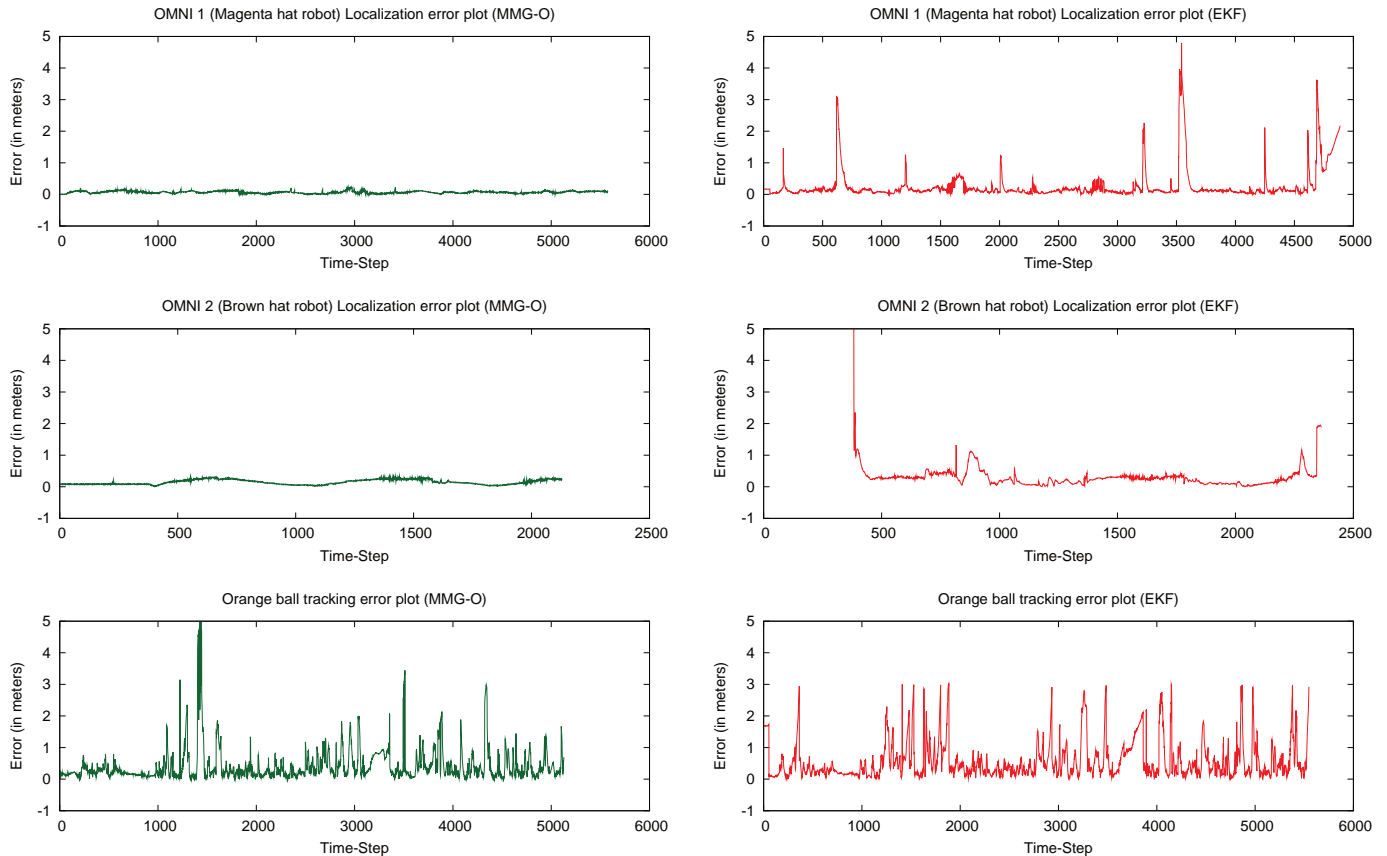 OMNI 1 (Magenta hat robot) Localization error plot (MMG-O)
5
4
3
2
1
0
-1
Error (in meters)
0 1000 2000 3000 4000 5000 6000
Time-Step
OMNI 1 (Magenta hat robot) Localization error plot (EKF)
5
4
3
2
1
0
-1
Error (in meters)
0 500 1000 1500 2000 2500 3000 3500 4000 4500 5000
Time-Step
OMNI 2 (Brown hat robot) Localization error plot (MMG-O)
5
4
3
2
1
0
-1
Error (in meters)
0 500 1000 1500 2000 2500
Time-Step
OMNI 2 (Brown hat robot) Localization error plot (EKF)
5
4
3
2
1
0
-1
Error (in meters)
0 500 1000 1500 2000 2500
Time-Step
Orange ball tracking error plot (MMG-O)
5
4
3
2
1
0
-1
Error (in meters)
0 1000 2000 3000 4000 5000 6000
Time-Step
Orange ball tracking error plot (EKF)
5
4
3
2
1
0
-1
Error (in meters)
0 1000 2000 3000 4000 5000 6000
Time-Step